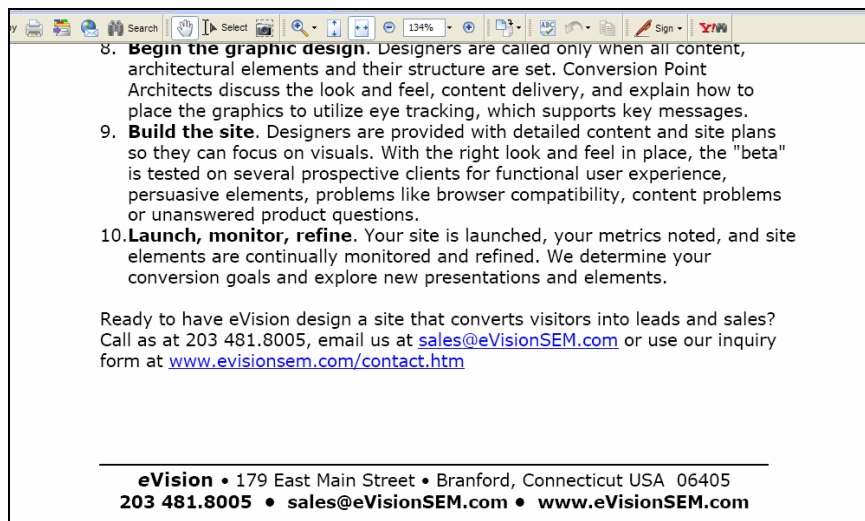 y Search Select 134% Sign Y!
8. Begin the graphic design. Designers are called only when all content,
architectural elements and their structure are set. Conversion Point
Architects discuss the look and feel, content delivery, and explain how to
place the graphics to utilize eye tracking, which supports key messages.
9. Build the site. Designers are provided with detailed content and site plans
so they can focus on visuals. With the right look and feel in place, the "beta"
is tested on several prospective clients for functional user experience,
persuasive elements, problems like browser compatibility, content problems
or unanswered product questions.
10.Launch, monitor, refine. Your site is launched, your metrics noted, and site
elements are continually monitored and refined. We determine your
conversion goals and explore new presentations and elements.
Ready to have eVision design a site that converts visitors into leads and sales?
Call as at 203 481.8005, email us at sales@eVisionSEM.com or use our inquiry
form at www.evisionsem.com/contact.htm
eVision • 179 East Main Street • Branford, Connecticut USA 06405
203 481.8005 • sales@eVisionSEM.com • www.eVisionSEM.com